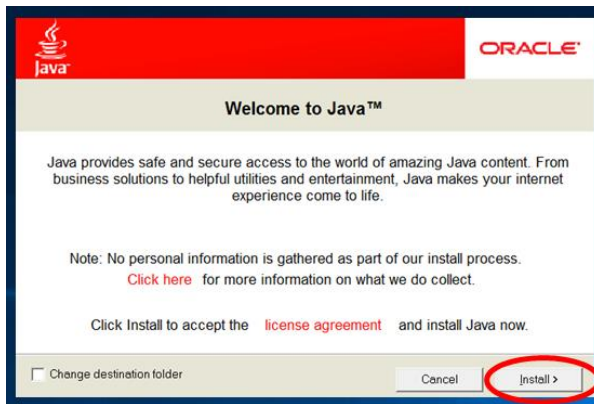 Java
ORACLE
Welcome to Java™
Java provides safe and secure access to the world of amazing Java content. From
business solutions to helpful utilities and entertainment, Java makes your internet
experience come to life.
Note: No personal information is gathered as part of our install process.
Click here for more information on what we do collect.
Click Install to accept the license agreement and install Java now.
Change destination folder
Cancel
Install >